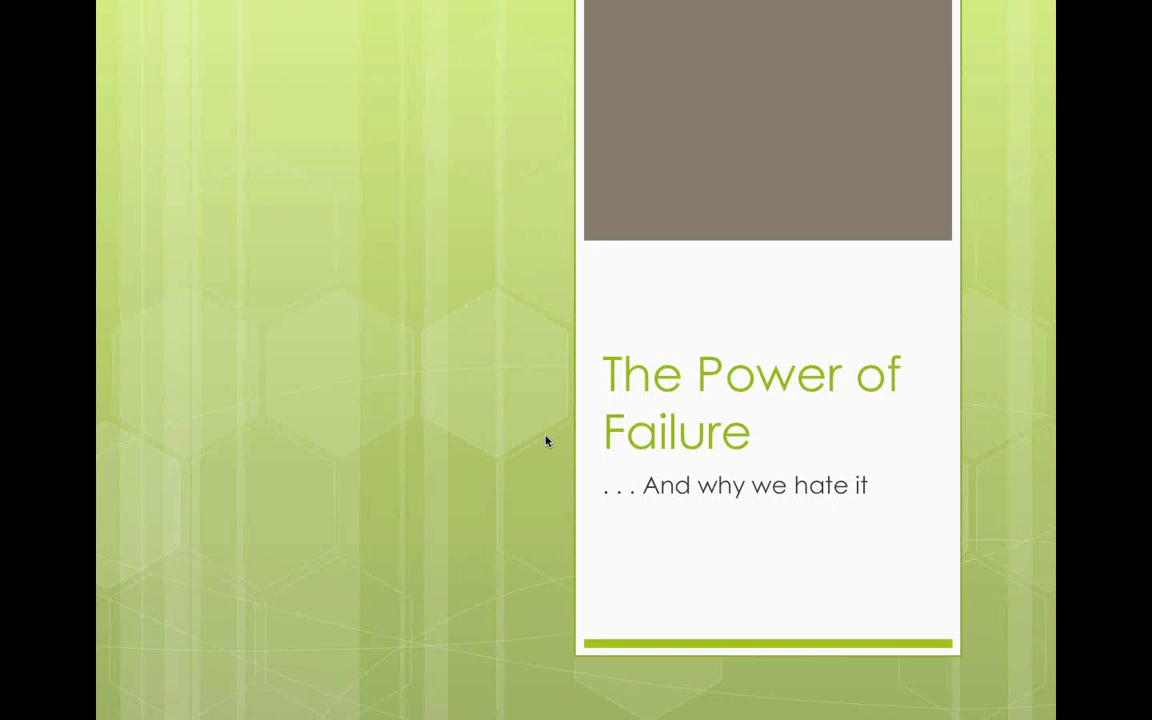 The Power of
Failure
. . . And why we hate it